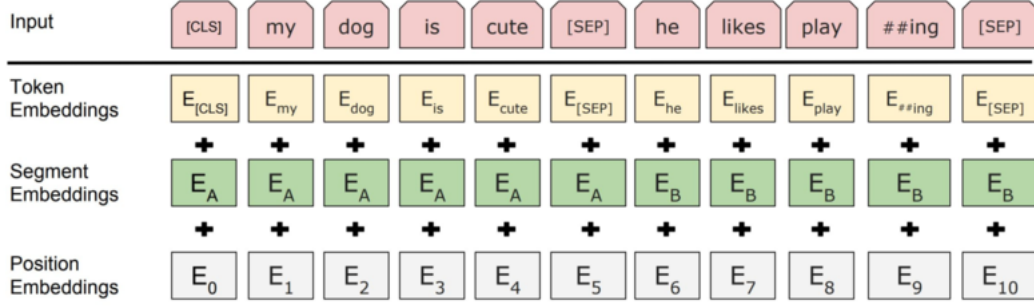 Input [CLS] my dog is cute [SEP] he likes play ##ing [SEP]
Token
Embeddings E[CLS] Emy Edog Eis Ecute E[SEP] Ehe Elikes Eplay E##ing E[SEP]
+ + + + + + + + + + +
Segment
Embeddings EA EA EA EA EA EA EB EB EB EB EB
+ + + + + + + + + + +
Position
Embeddings E0 E1 E2 E3 E4 E5 E6 E7 E8 E9 E10